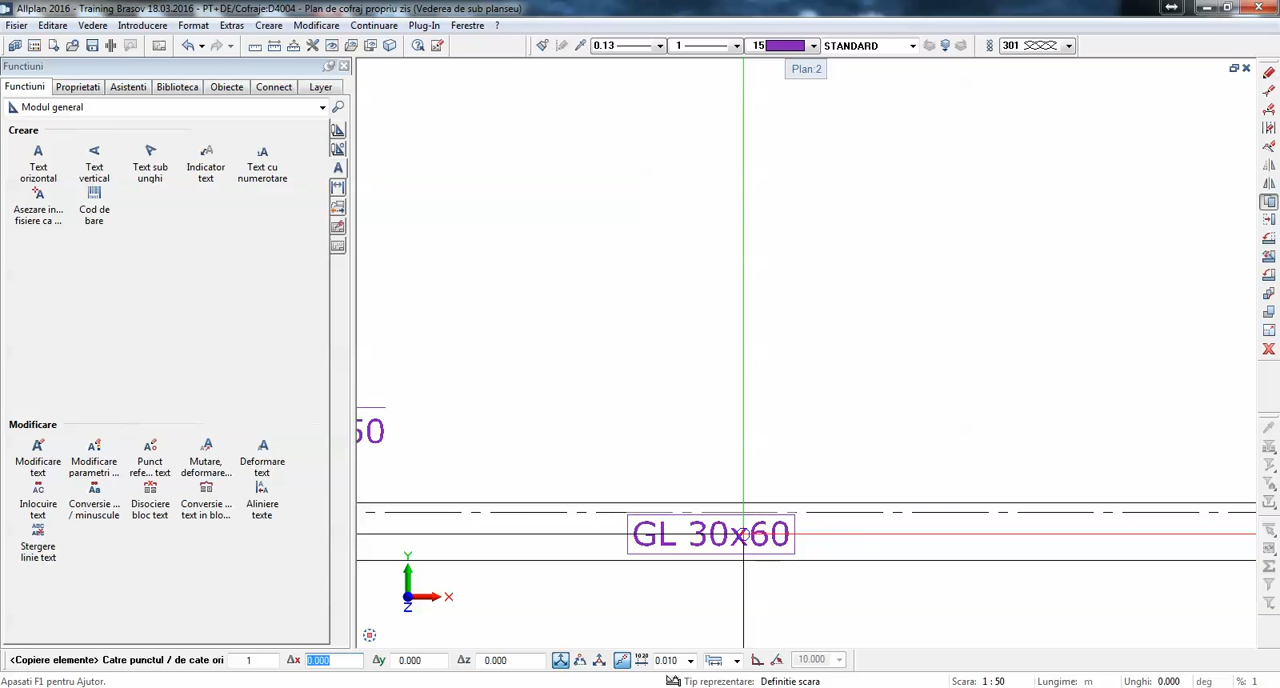 Allplan 2016 - Training Brasov 18.03.2016 - PT+DE/Cofraje:D4004 - Plan de cofraj propriu zis (Vederea de sub planseu)
Fisier Editare Vedere Introducere Format Extras Creare Modificare Continuare Plug-In Ferestre ?
0.13 1 15 STANDARD 301
Functiuni
Plan:2
Functiuni Proprietati Asistenti Biblioteca Obiecte Connect Layer
Modul general
Creare
Text orizontal
Text vertical
Text sub unghi
Indicator text
Text cu numerotare
Asezare in... fisiere ca ...
Cod de bare
50
Modificare
Modificare text
Modificare parametri ...
Punct refe... text
Mutare, deformare...
Deformare text
Inlocuire text
Conversie ... / minuscule
Disociere bloc text
Conversie ... text in blo...
Aliniere texte
Stergere linie text
GL 30x60
Y
X
Z
<Copiere elemente> Catre punctul / de cate ori 1 Δx 0.000 Δy 0.000 Δz 0.000 0.010 10.000
Apasati F1 pentru Ajutor. Tip reprezentare: Definitie scara Scara: 1 : 50 Lungime: m Unghi: 0.000 deg %: 1